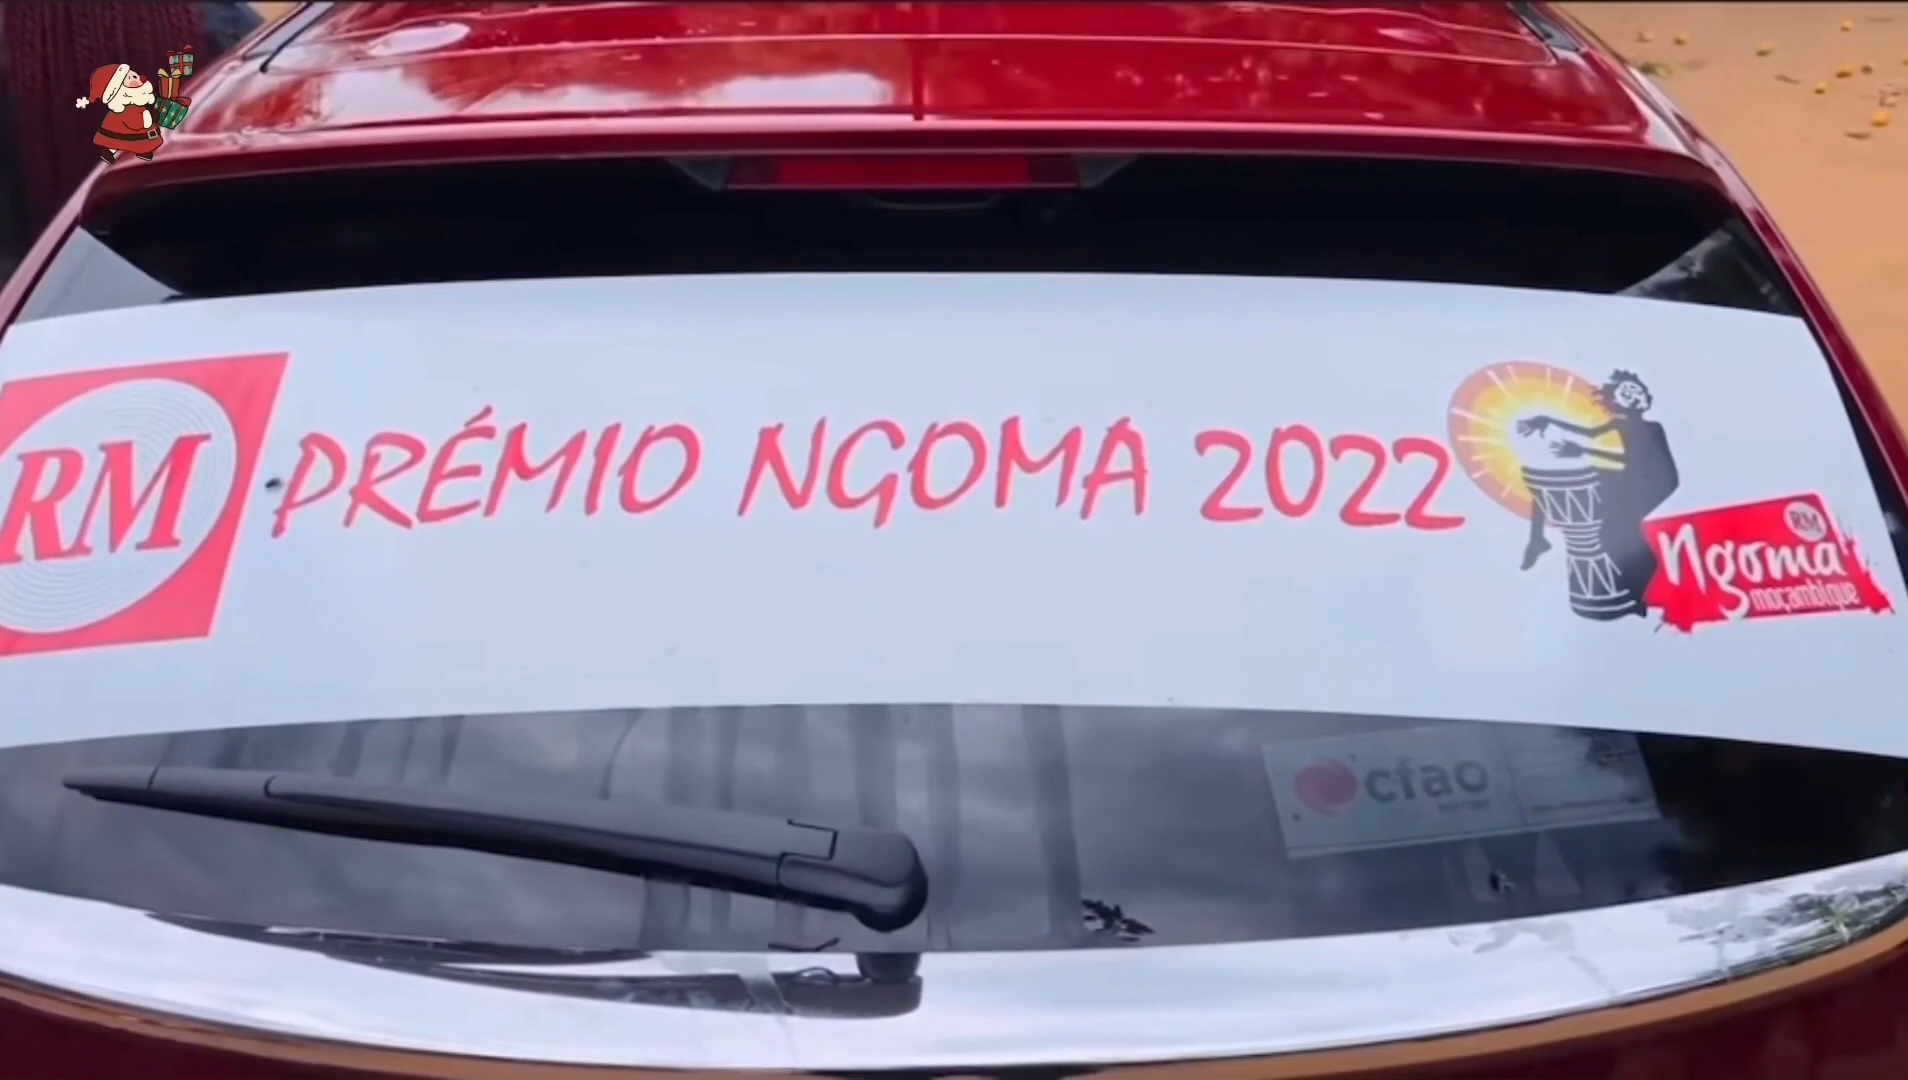 RM PRÉMIO NGOMA 2022
RM
Ngoma
moçambique
cfao